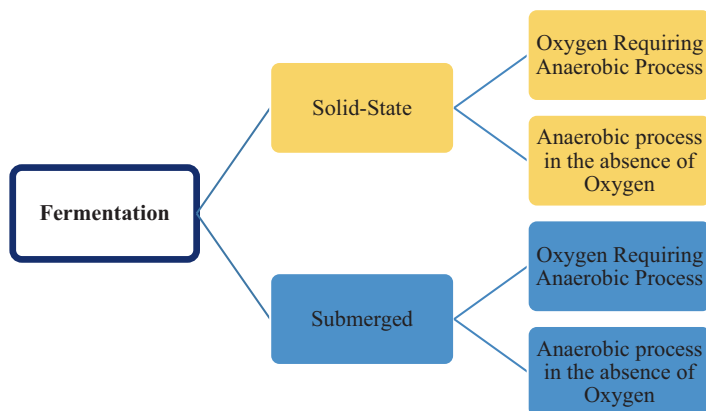 Fermentation
Solid-State
Oxygen Requiring
Anaerobic Process
Anaerobic process
in the absence of
Oxygen
Submerged
Oxygen Requiring
Anaerobic Process
Anaerobic process
in the absence of
Oxygen